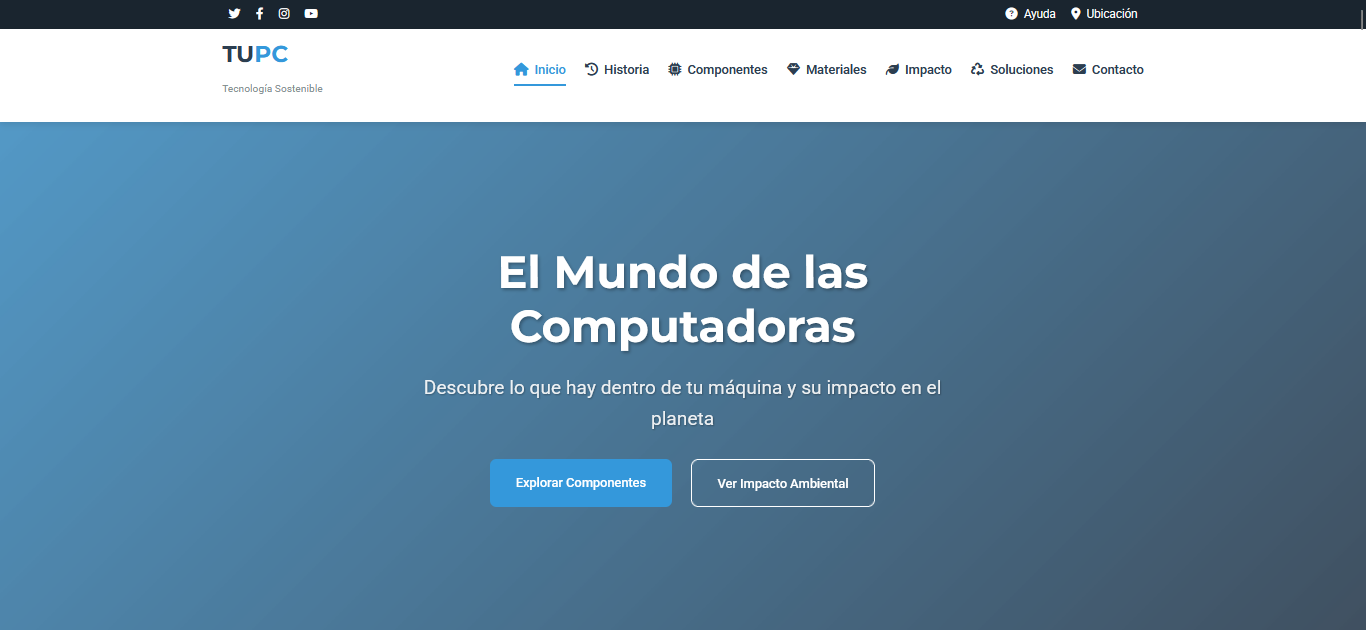 Ayuda Ubicación
TUPC
Tecnología Sostenible
Inicio Historia Componentes Materiales Impacto Soluciones Contacto
El Mundo de las
Computadoras
Descubre lo que hay dentro de tu máquina y su impacto en el
planeta
Explorar Componentes Ver Impacto Ambiental